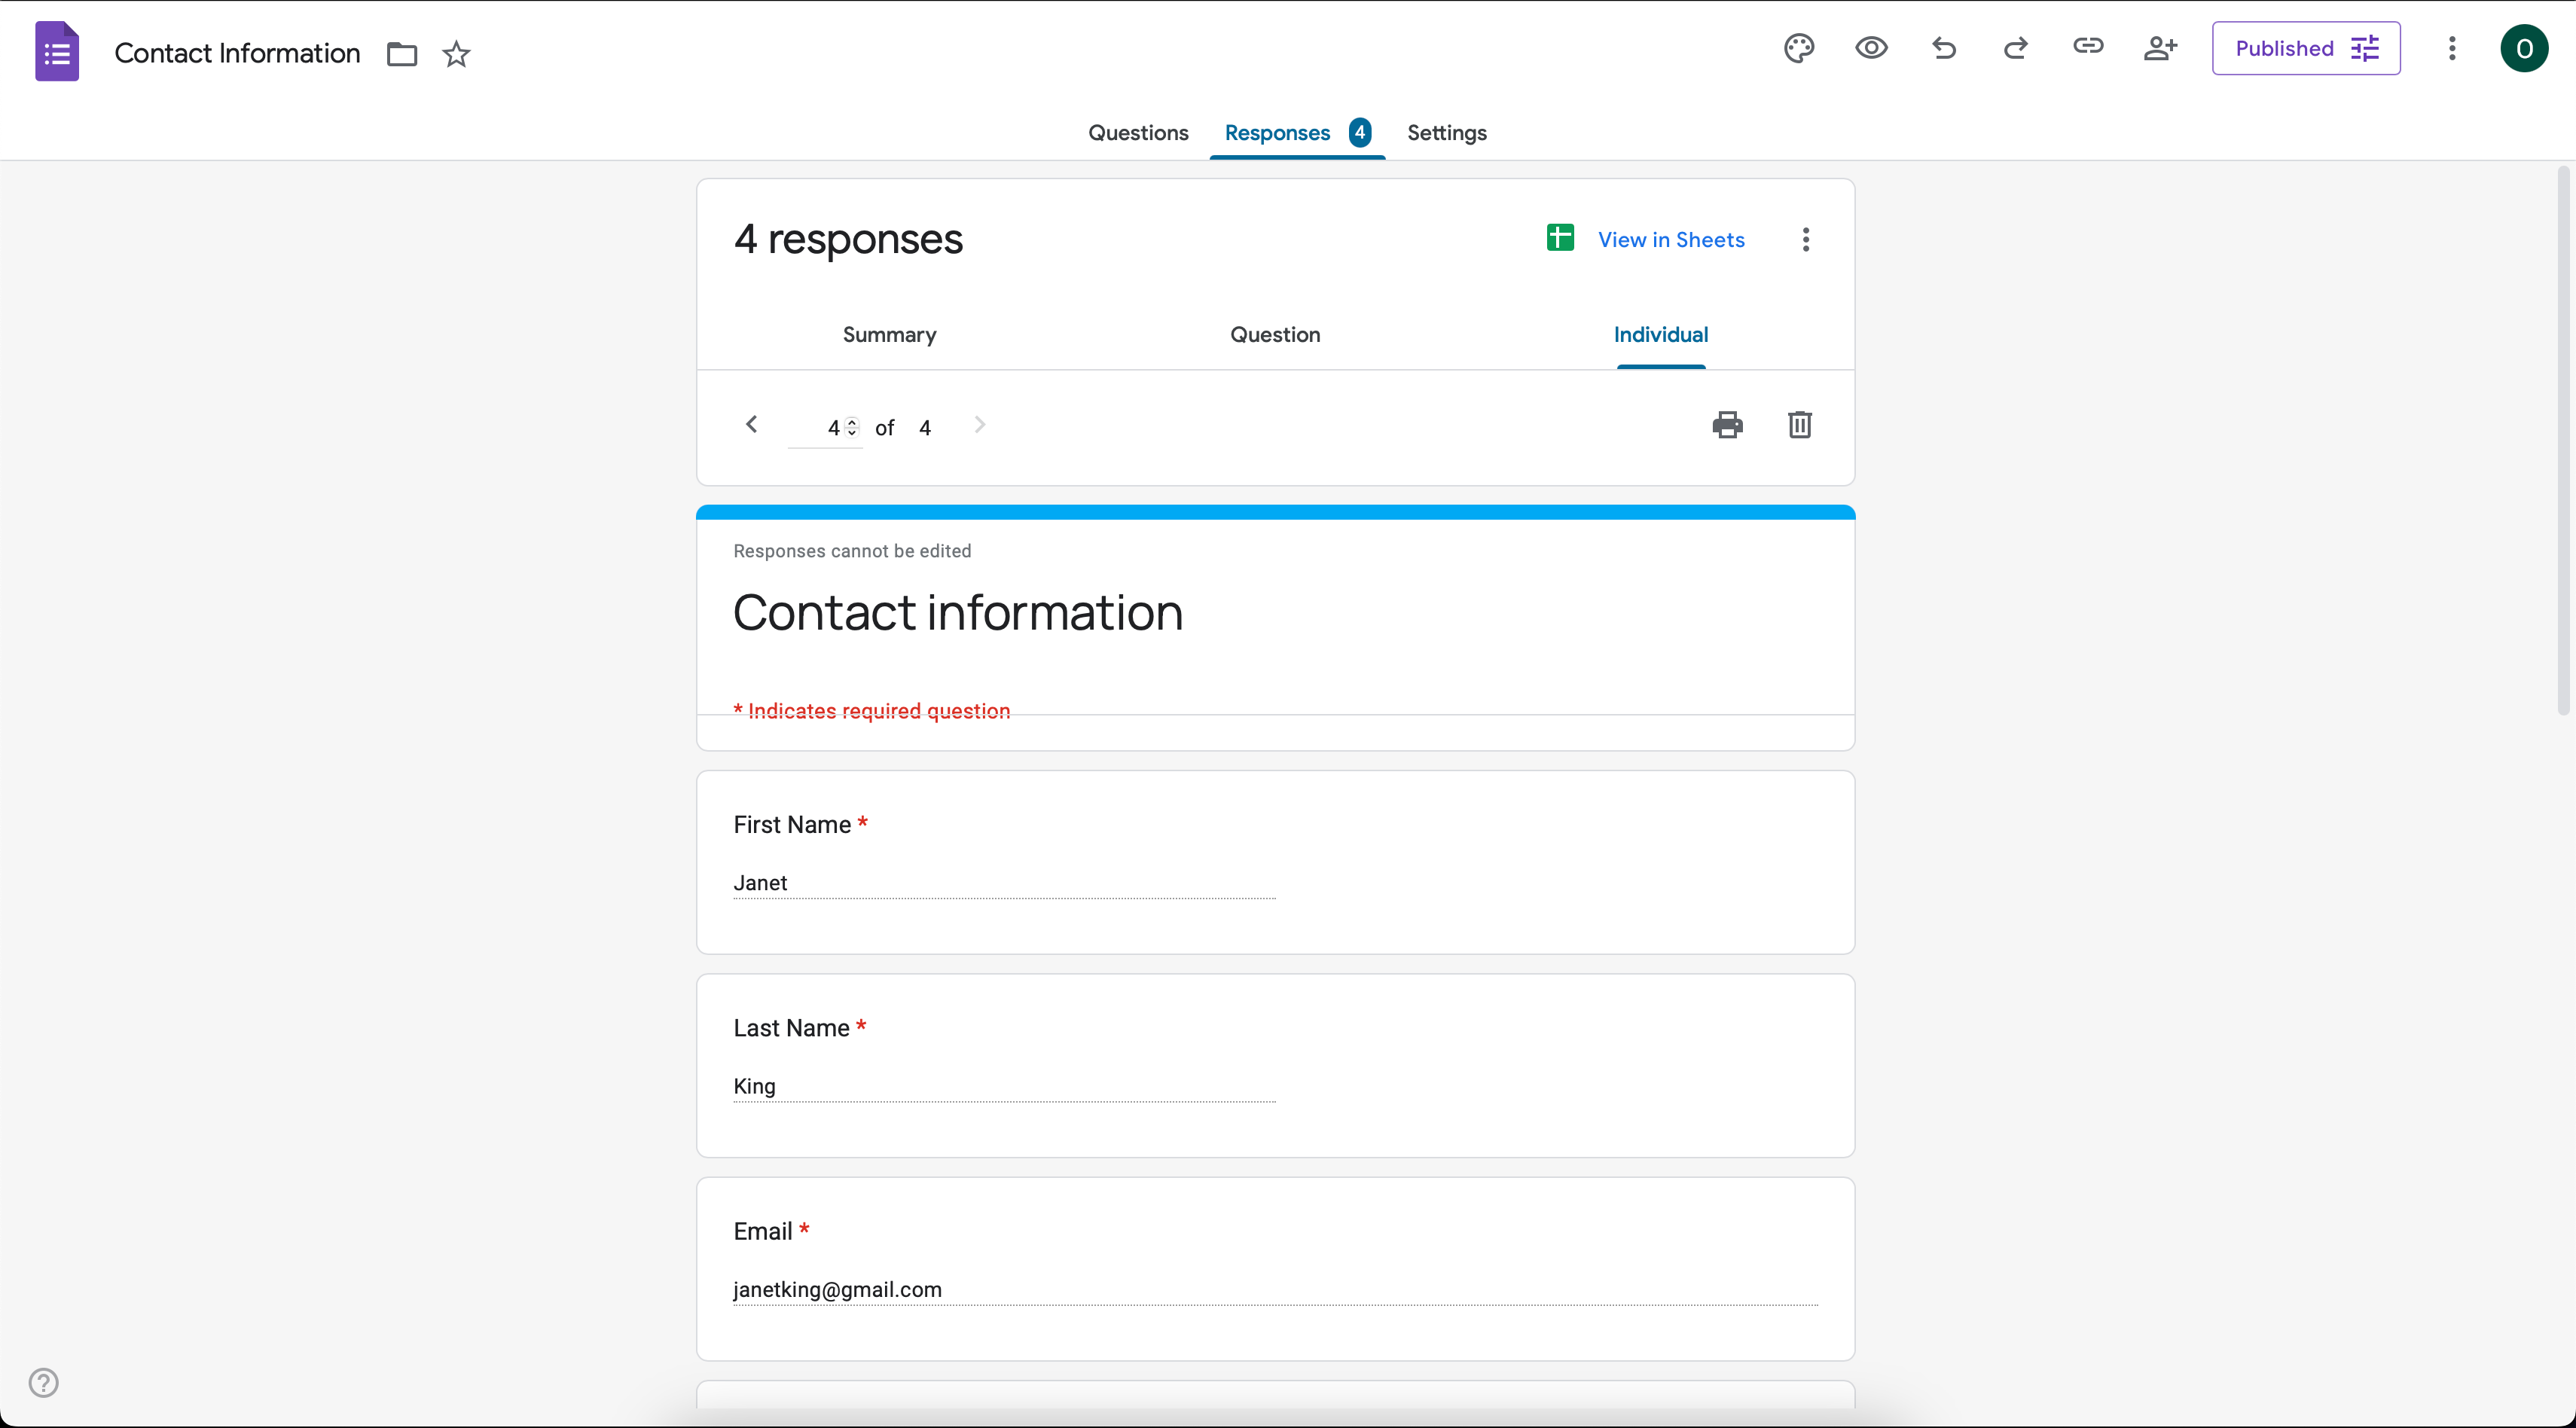 Contact Information
Published
O
Questions
Responses 4
Settings
4 responses
View in Sheets
Summary
Question
Individual
4 of 4
Responses cannot be edited
Contact information
* Indicates required question
First Name *
Janet
Last Name *
King
Email *
janetking@gmail.com